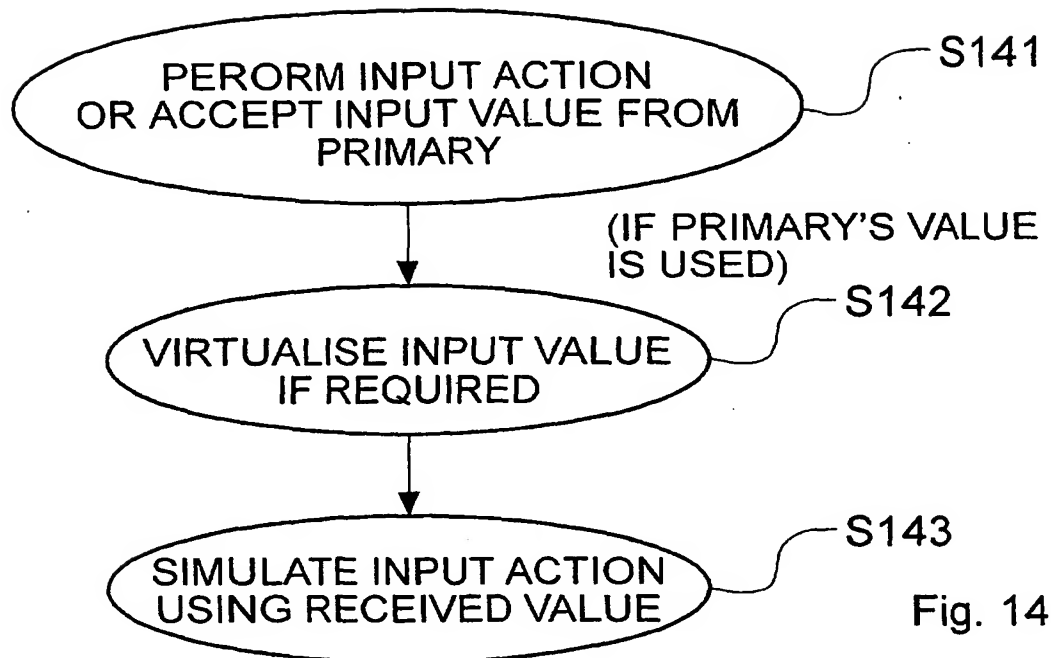 PERORM INPUT ACTION
OR ACCEPT INPUT VALUE FROM
PRIMARY
S141
(IF PRIMARY'S VALUE
IS USED)
S142
VIRTUALISE INPUT VALUE
IF REQUIRED
S143
SIMULATE INPUT ACTION
USING RECEIVED VALUE
Fig. 14